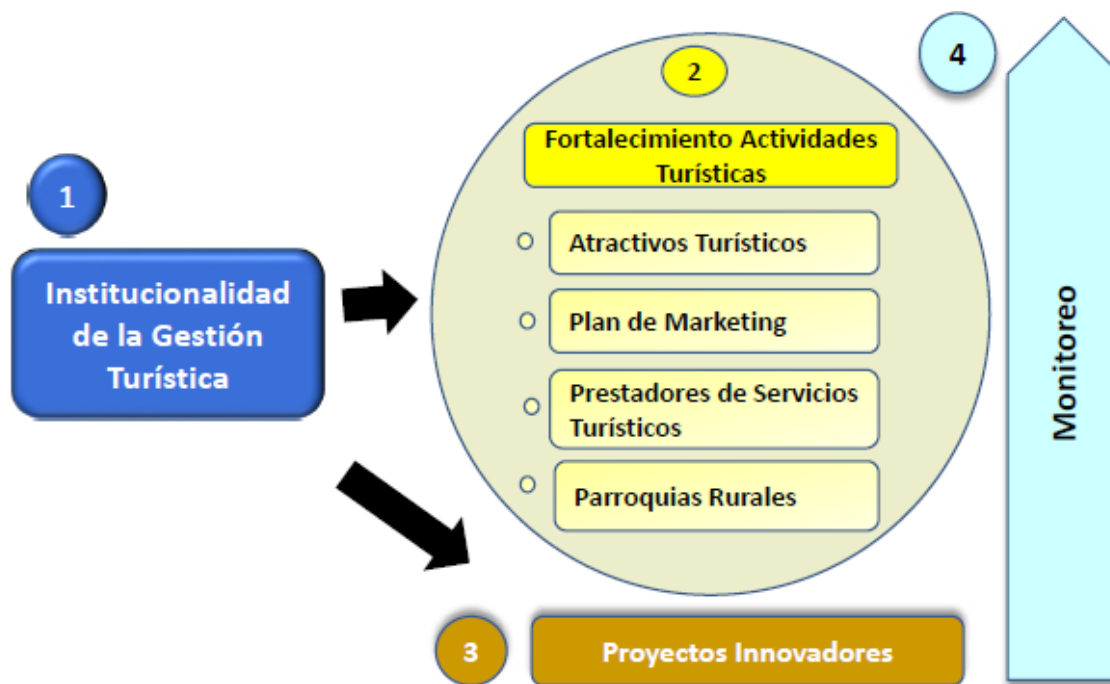 1
Institucionalidad
de la Gestión
Turística
2
Fortalecimiento Actividades
Turísticas
Atractivos Turísticos
Plan de Marketing
Prestadores de Servicios
Turísticos
Parroquias Rurales
3
Proyectos Innovadores
4
Monitoreo